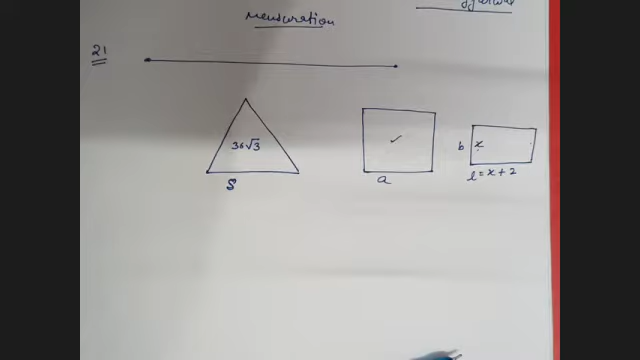 Mensuration
21
36√3
S
a
b
x
l = x + 2